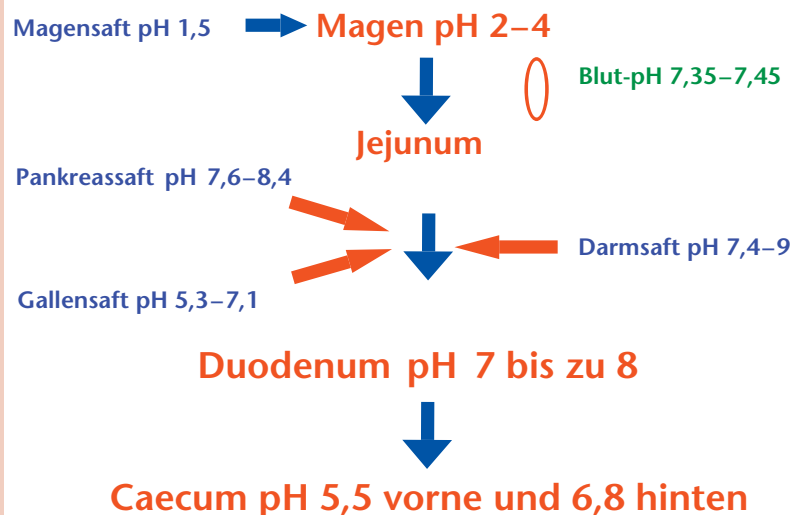 Magensaft pH 1,5
Magen pH 2–4
Blut-pH 7,35–7,45
Jejunum
Pankreassaft pH 7,6–8,4
Darmsaft pH 7,4–9
Gallensaft pH 5,3–7,1
Duodenum pH 7 bis zu 8
Caecum pH 5,5 vorne und 6,8 hinten